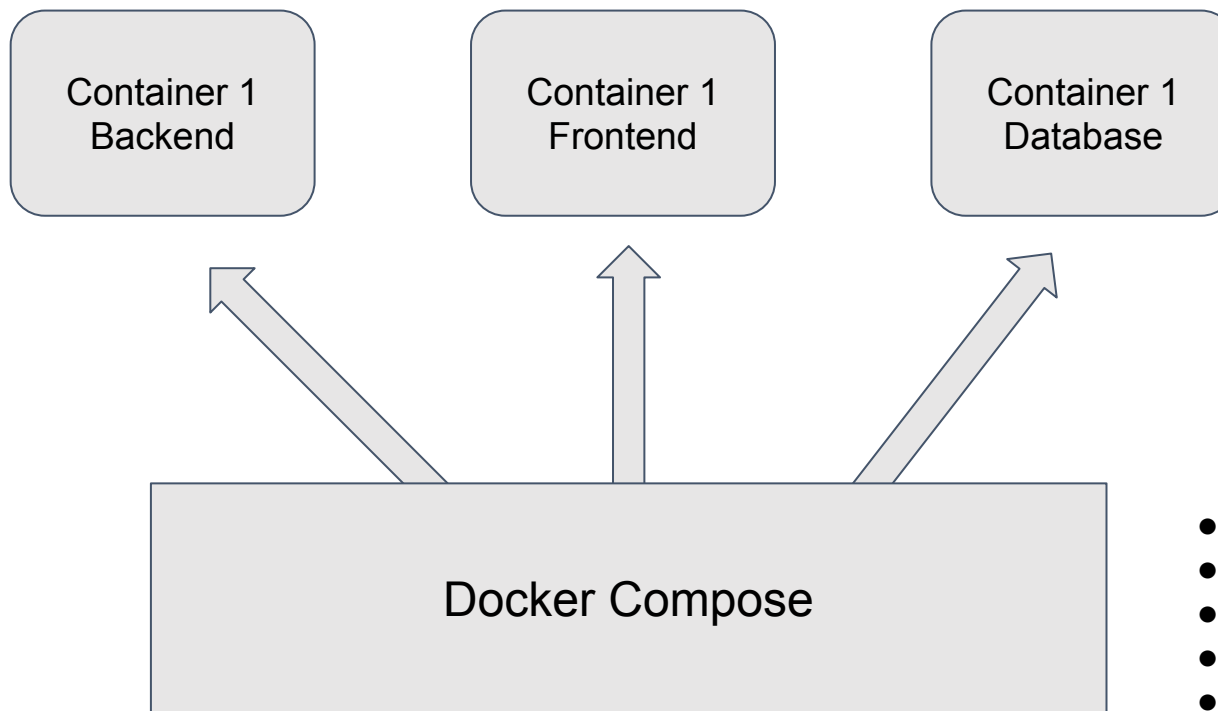 Container 1
Backend
Container 1
Frontend
Container 1
Database
Docker Compose